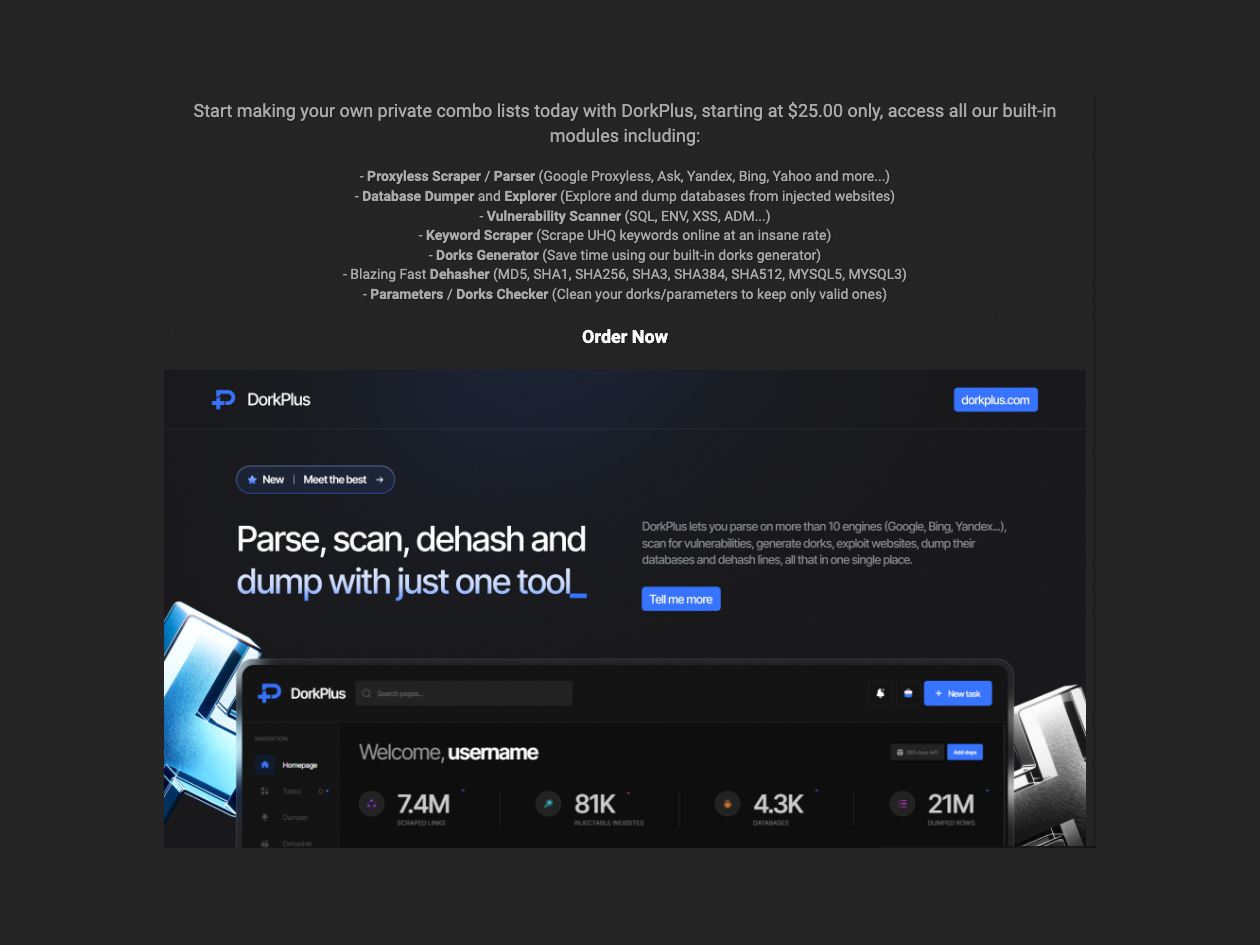 Start making your own private combo lists today with DorkPlus, starting at $25.00 only, access all our built-in
modules including:
- Proxyless Scraper / Parser (Google Proxyless, Ask, Yandex, Bing, Yahoo and more...)
- Database Dumper and Explorer (Explore and dump databases from injected websites)
- Vulnerability Scanner (SQL, ENV, XSS, ADM...)
- Keyword Scraper (Scrape UHQ keywords online at an insane rate)
- Dorks Generator (Save time using our built-in dorks generator)
- Blazing Fast Dehasher (MD5, SHA1, SHA256, SHA3, SHA384, SHA512, MYSQL5, MYSQL3)
- Parameters / Dorks Checker (Clean your dorks/parameters to keep only valid ones)
Order Now
DorkPlus
dorkplus.com
New | Meet the best →
Parse, scan, dehash and
dump with just one tool_
DorkPlus lets you parse on more than 10 engines (Google, Bing, Yandex...),
scan for vulnerabilities, generate dorks, exploit websites, dump their
databases and dehash lines, all that in one single place.
Tell me more
DorkPlus
Search pages...
+ New task
NAVIGATION
Homepage
Tasks 0
Dumper
Dehasher
Welcome, username
365 days left
Add days
7.4M
SCRAPED LINKS
81K
INJECTABLE WEBSITES
4.3K
DATABASES
21M
DUMPED ROWS